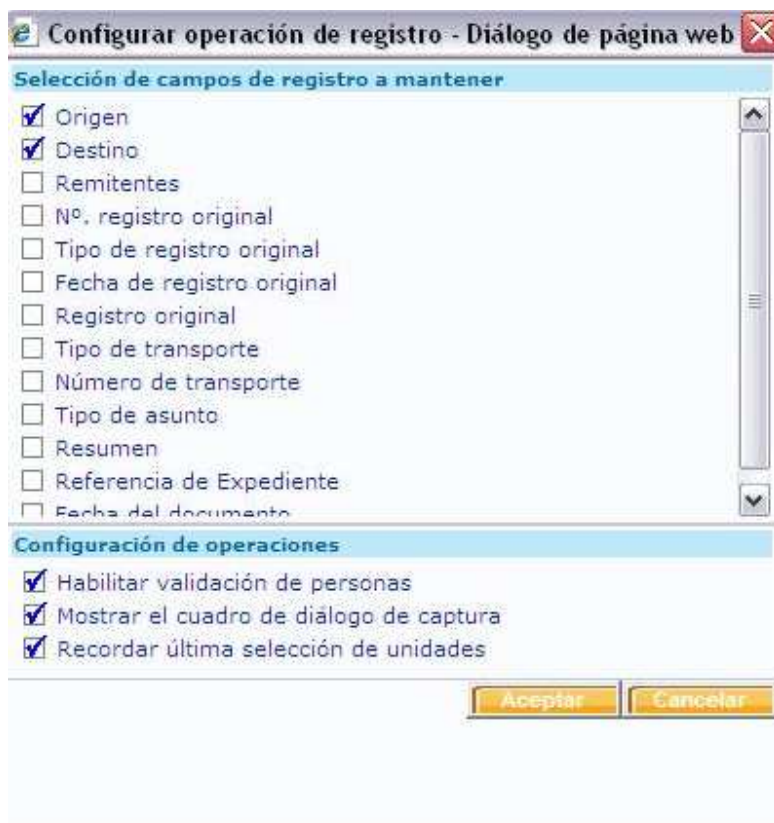 Configurar operación de registro - Diálogo de página web
Selección de campos de registro a mantener
Origen
Destino
Remitentes
Nº. registro original
Tipo de registro original
Fecha de registro original
Registro original
Tipo de transporte
Número de transporte
Tipo de asunto
Resumen
Referencia de Expediente
Fecha del documento
Configuración de operaciones
Habilitar validación de personas
Mostrar el cuadro de diálogo de captura
Recordar última selección de unidades
Aceptar Cancelar